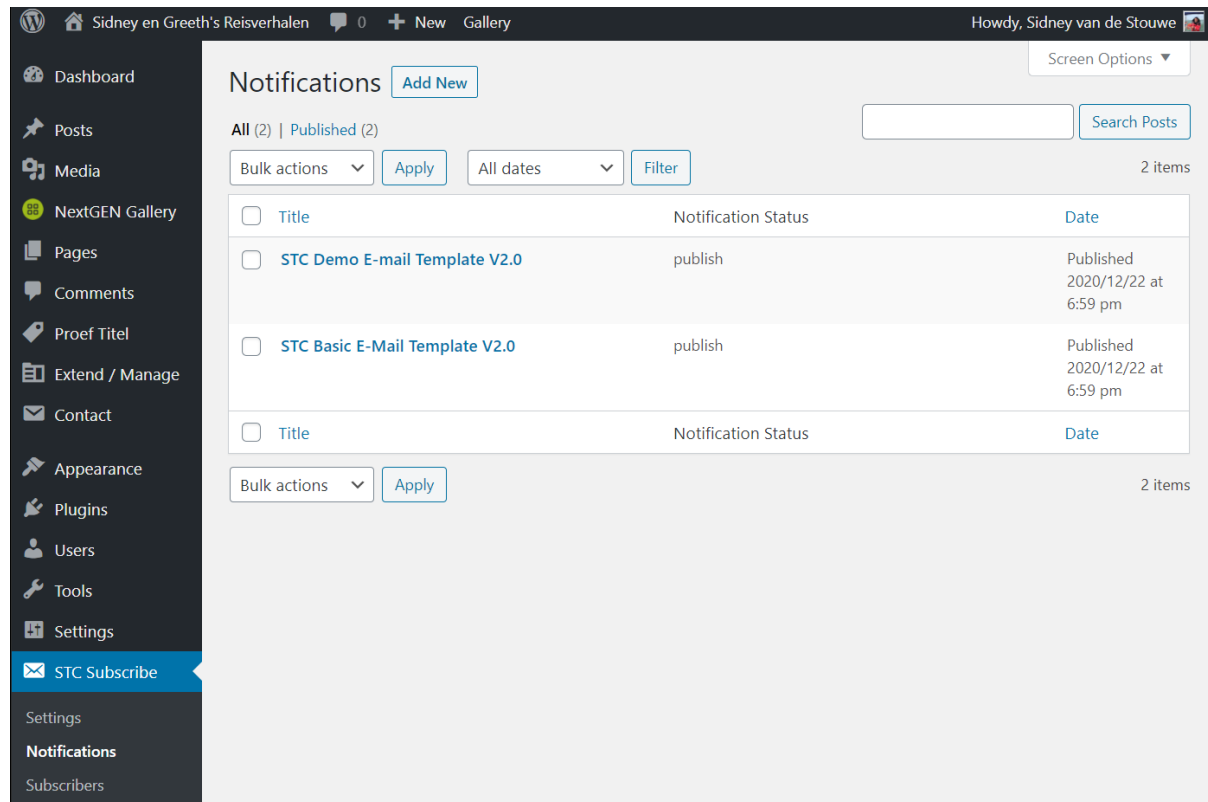 Sidney en Greeth's Reisverhalen 0 New Gallery Howdy, Sidney van de Stouwe
Screen Options
Dashboard
Posts
Media
NextGEN Gallery
Pages
Comments
Proef Titel
Extend / Manage
Contact
Appearance
Plugins
Users
Tools
Settings
STC Subscribe
Settings
Notifications
Subscribers
Notifications Add New
All (2) | Published (2)
Search Posts
Bulk actions Apply All dates Filter 2 items
Title Notification Status Date
STC Demo E-mail Template V2.0 publish Published
2020/12/22 at
6:59 pm
STC Basic E-Mail Template V2.0 publish Published
2020/12/22 at
6:59 pm
Title Notification Status Date
Bulk actions Apply 2 items